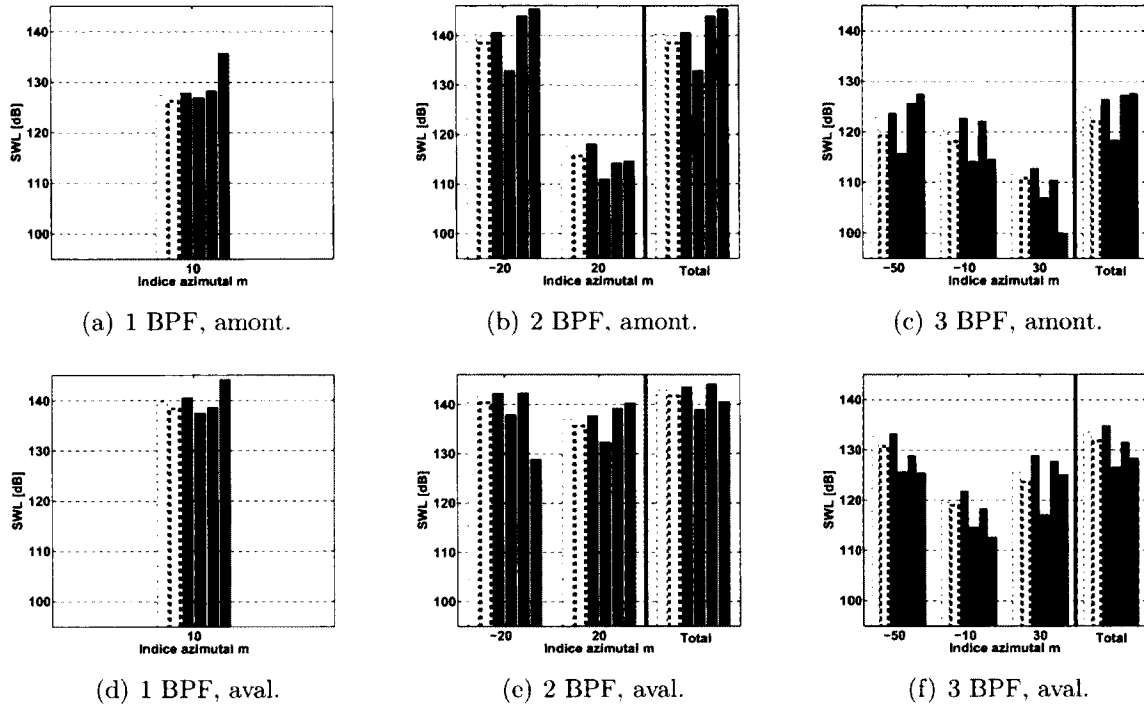 140
130
120
110
100
SWL [dB]
10
Indice azimutal m
(a) 1 BPF, amont.
140
130
120
110
100
SWL [dB]
−20 20 Total
Indice azimutal m
(b) 2 BPF, amont.
140
130
120
110
100
SWL [dB]
−50 −10 30 Total
Indice azimutal m
(c) 3 BPF, amont.
140
130
120
110
100
SWL [dB]
10
Indice azimutal m
(d) 1 BPF, aval.
140
130
120
110
100
SWL [dB]
−20 20 Total
Indice azimutal m
(e) 2 BPF, aval.
140
130
120
110
100
SWL [dB]
−50 −10 30 Total
Indice azimutal m
(f) 3 BPF, aval.